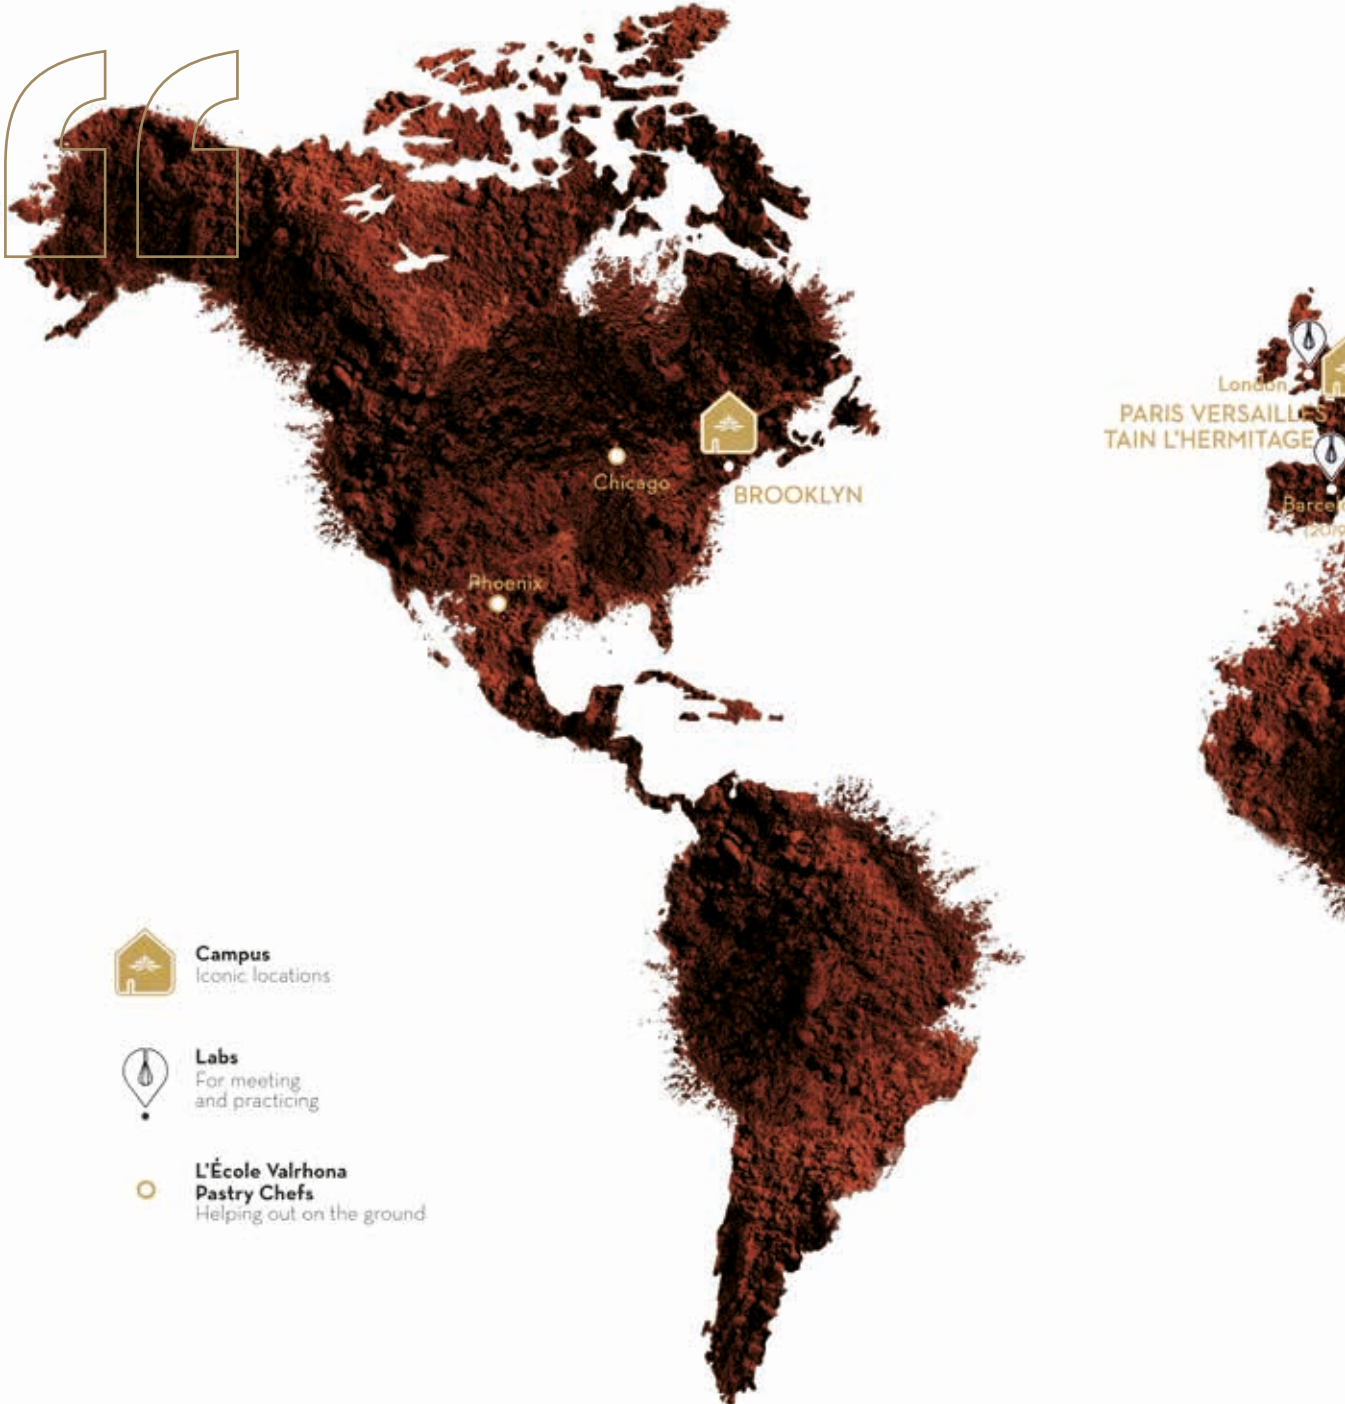 London
PARIS VERSAILLES
TAIN L'HERMITAGE
Chicago
BROOKLYN
Phoenix
Campus
Iconic locations
Labs
For meeting
and practicing
L'École Valrhona
Pastry Chefs
Helping out on the ground